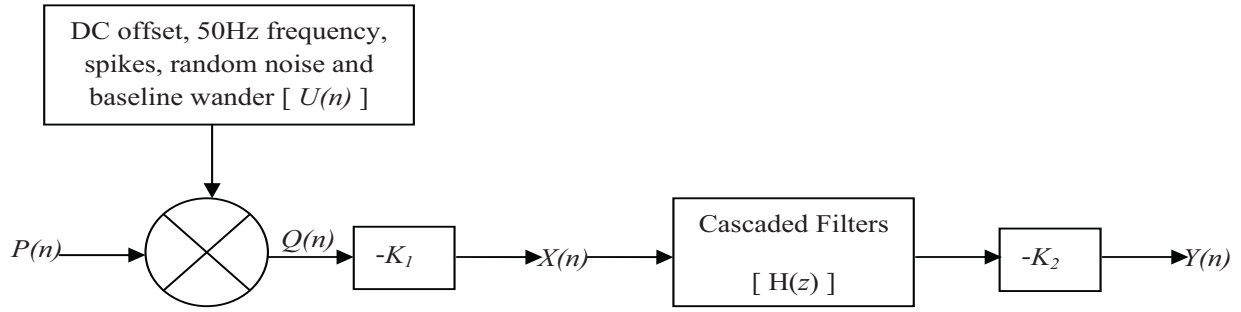 DC offset, 50Hz frequency,
spikes, random noise and
baseline wander [ U(n) ]
P(n)
Q(n)
-K₁
X(n)
Cascaded Filters
[ H(z) ]
-K₂
Y(n)